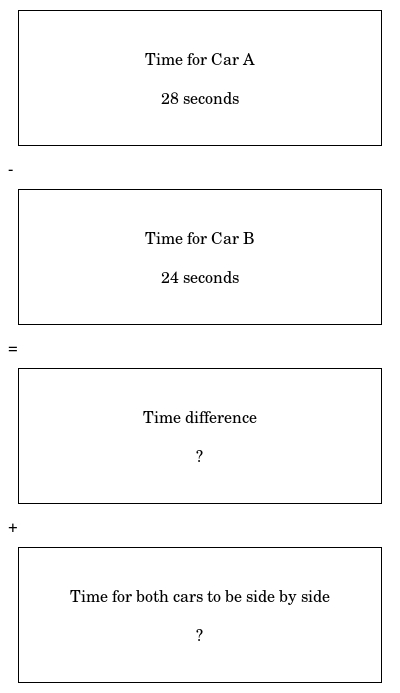 Time for Car A
28 seconds
-
Time for Car B
24 seconds
=
Time difference
?
+
Time for both cars to be side by side
?